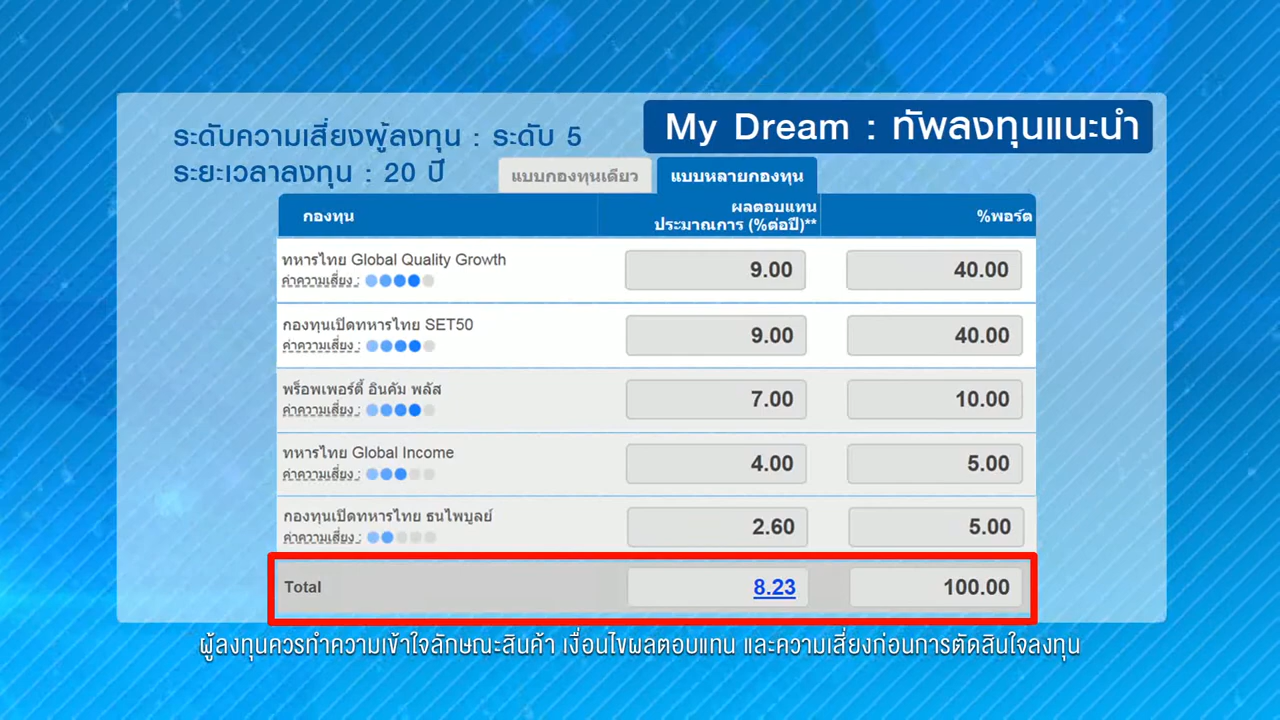 ระดับความเสี่ยงผู้ลงทุน : ระดับ 5
My Dream : ทัพลงทุนแนะนำ
ระยะเวลาลงทุน : 20 ปี
แบบกองทุนเดียว
แบบหลายกองทุน
กองทุน
ผลตอบแทน
ประมาณการ (%ต่อปี)**
%พอร์ต
ทหารไทย Global Quality Growth
ค่าความเสี่ยง :
9.00
40.00
กองทุนเปิดทหารไทย SET50
ค่าความเสี่ยง :
9.00
40.00
พร็อพเพอร์ตี้ อินคัม พลัส
ค่าความเสี่ยง :
7.00
10.00
ทหารไทย Global Income
ค่าความเสี่ยง :
4.00
5.00
กองทุนเปิดทหารไทย ธนไพบูลย์
ค่าความเสี่ยง :
2.60
5.00
Total
8.23
100.00
ผู้ลงทุนควรทำความเข้าใจลักษณะสินค้า เงื่อนไขผลตอบแทน และความเสี่ยงก่อนการตัดสินใจลงทุน